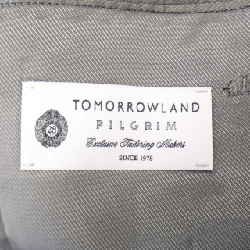 TOMORROWLAND
PILGRIM
Exclusive Tailoring Makers
SINCE 1978